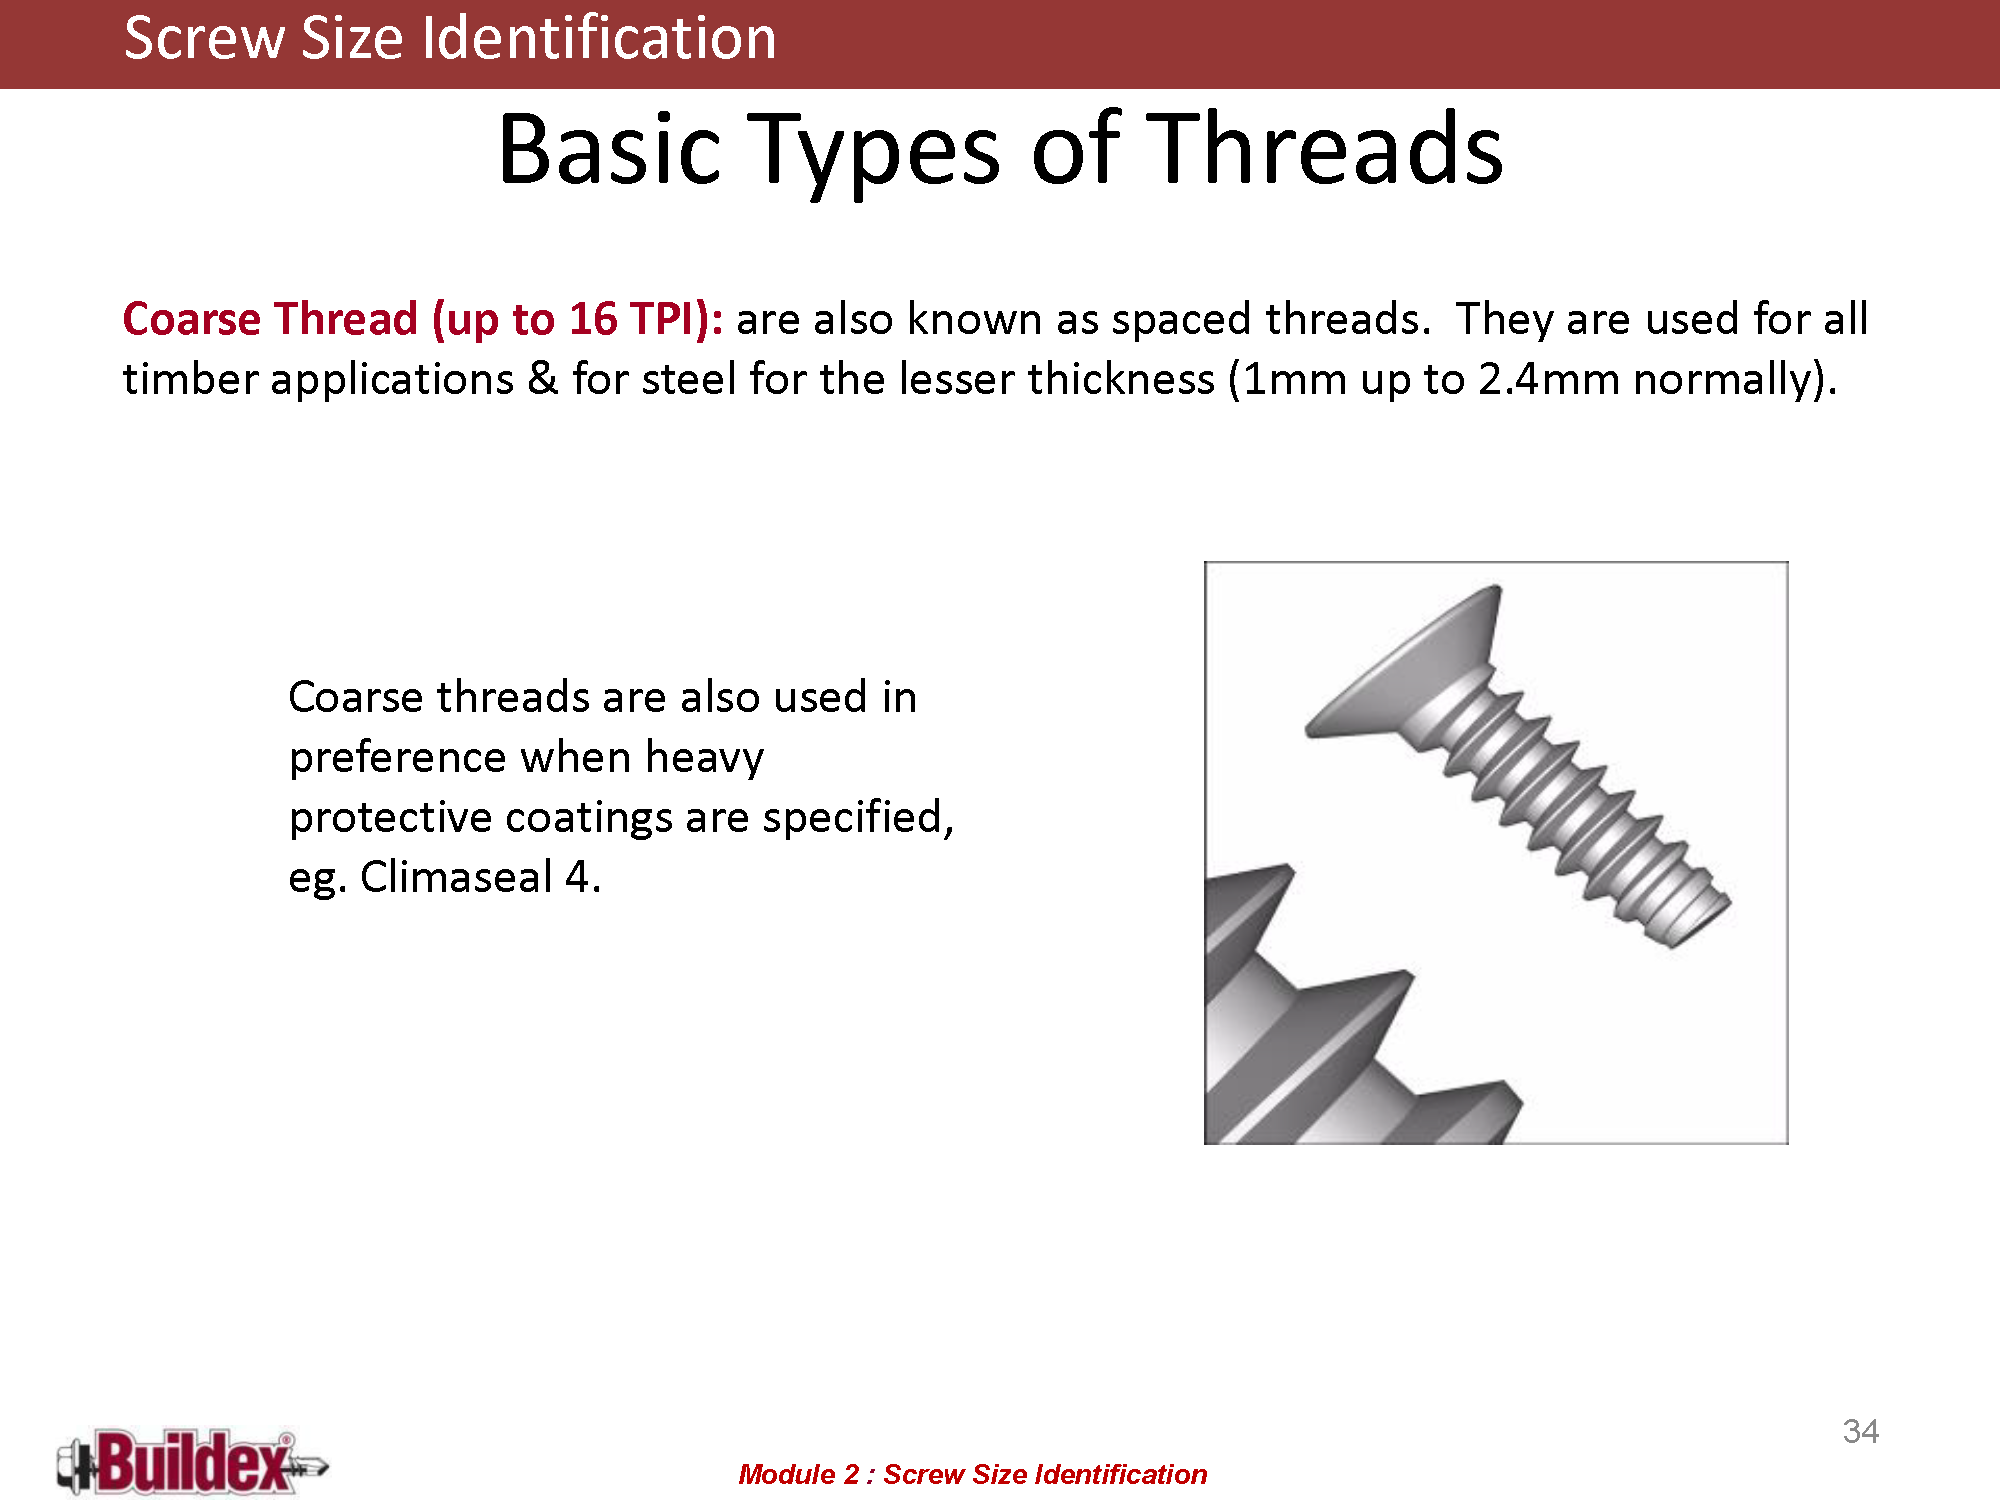 Screw Size Identification
Basic Types of Threads
Coarse Thread (up to 16 TPI): are also known as spaced threads.  They are used for all
timber applications & for steel for the lesser thickness (1mm up to 2.4mm normally).
Coarse threads are also used in
preference when heavy
protective coatings are specified,
eg. Climaseal 4.
34
Buildex®
Module 2 : Screw Size Identification